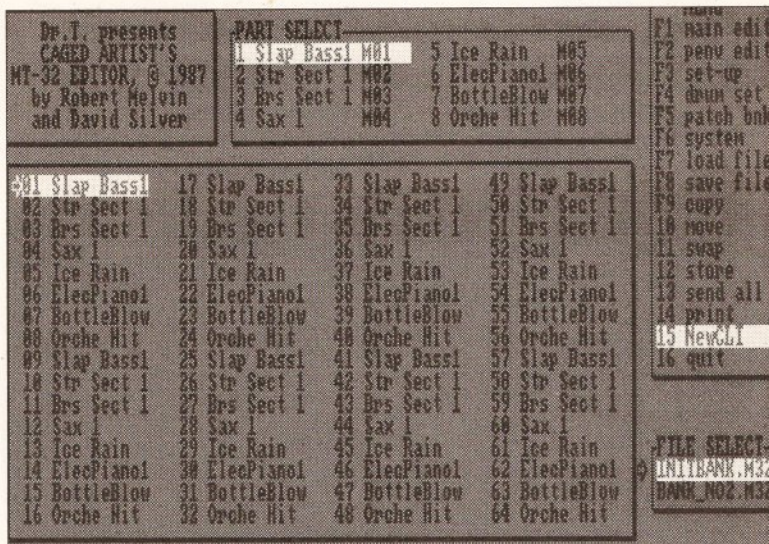 Dr.T. presents
CAGED ARTIST'S
MT-32 EDITOR, © 1987
by Robert Melvin
and David Silver
PART SELECT
1 Slap Bass1 M01 5 Ice Rain M05
2 Str Sect 1 M02 6 ElecPiano1 M06
3 Brs Sect 1 M03 7 BottleBlow M07
4 Sax 1 M04 8 Orche Hit M08
F1 main edit
F2 penv edit
F3 set-up
F4 drum set
F5 patch bnk
F6 system
F7 load file
F8 save file
F9 copy
10 move
11 swap
12 store
13 send all
14 print
15 NewCLI
16 quit
01 Slap Bass1 17 Slap Bass1 33 Slap Bass1 49 Slap Bass1
02 Str Sect 1 18 Str Sect 1 34 Str Sect 1 50 Str Sect 1
03 Brs Sect 1 19 Brs Sect 1 35 Brs Sect 1 51 Brs Sect 1
04 Sax 1 20 Sax 1 36 Sax 1 52 Sax 1
05 Ice Rain 21 Ice Rain 37 Ice Rain 53 Ice Rain
06 ElecPiano1 22 ElecPiano1 38 ElecPiano1 54 ElecPiano1
07 BottleBlow 23 BottleBlow 39 BottleBlow 55 BottleBlow
08 Orche Hit 24 Orche Hit 40 Orche Hit 56 Orche Hit
09 Slap Bass1 25 Slap Bass1 41 Slap Bass1 57 Slap Bass1
10 Str Sect 1 26 Str Sect 1 42 Str Sect 1 58 Str Sect 1
11 Brs Sect 1 27 Brs Sect 1 43 Brs Sect 1 59 Brs Sect 1
12 Sax 1 28 Sax 1 44 Sax 1 60 Sax 1
13 Ice Rain 29 Ice Rain 45 Ice Rain 61 Ice Rain
14 ElecPiano1 30 ElecPiano1 46 ElecPiano1 62 ElecPiano1
15 BottleBlow 31 BottleBlow 47 BottleBlow 63 BottleBlow
16 Orche Hit 32 Orche Hit 48 Orche Hit 64 Orche Hit
FILE SELECT
INITBANK.M32
BANK_NO2.M32